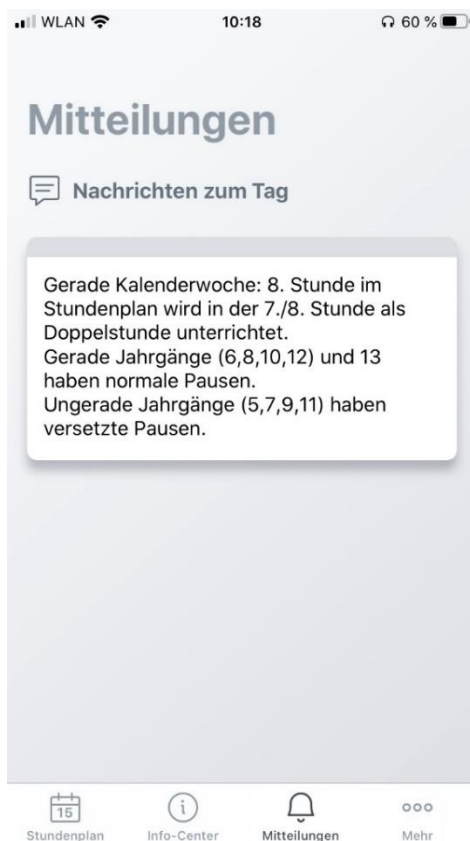 WLAN 10:18 60 %
Mitteilungen
Nachrichten zum Tag
Gerade Kalenderwoche: 8. Stunde im
Stundenplan wird in der 7./8. Stunde als
Doppelstunde unterrichtet.
Gerade Jahrgänge (6,8,10,12) und 13
haben normale Pausen.
Ungerade Jahrgänge (5,7,9,11) haben
versetzte Pausen.
15
Stundenplan Info-Center Mitteilungen Mehr